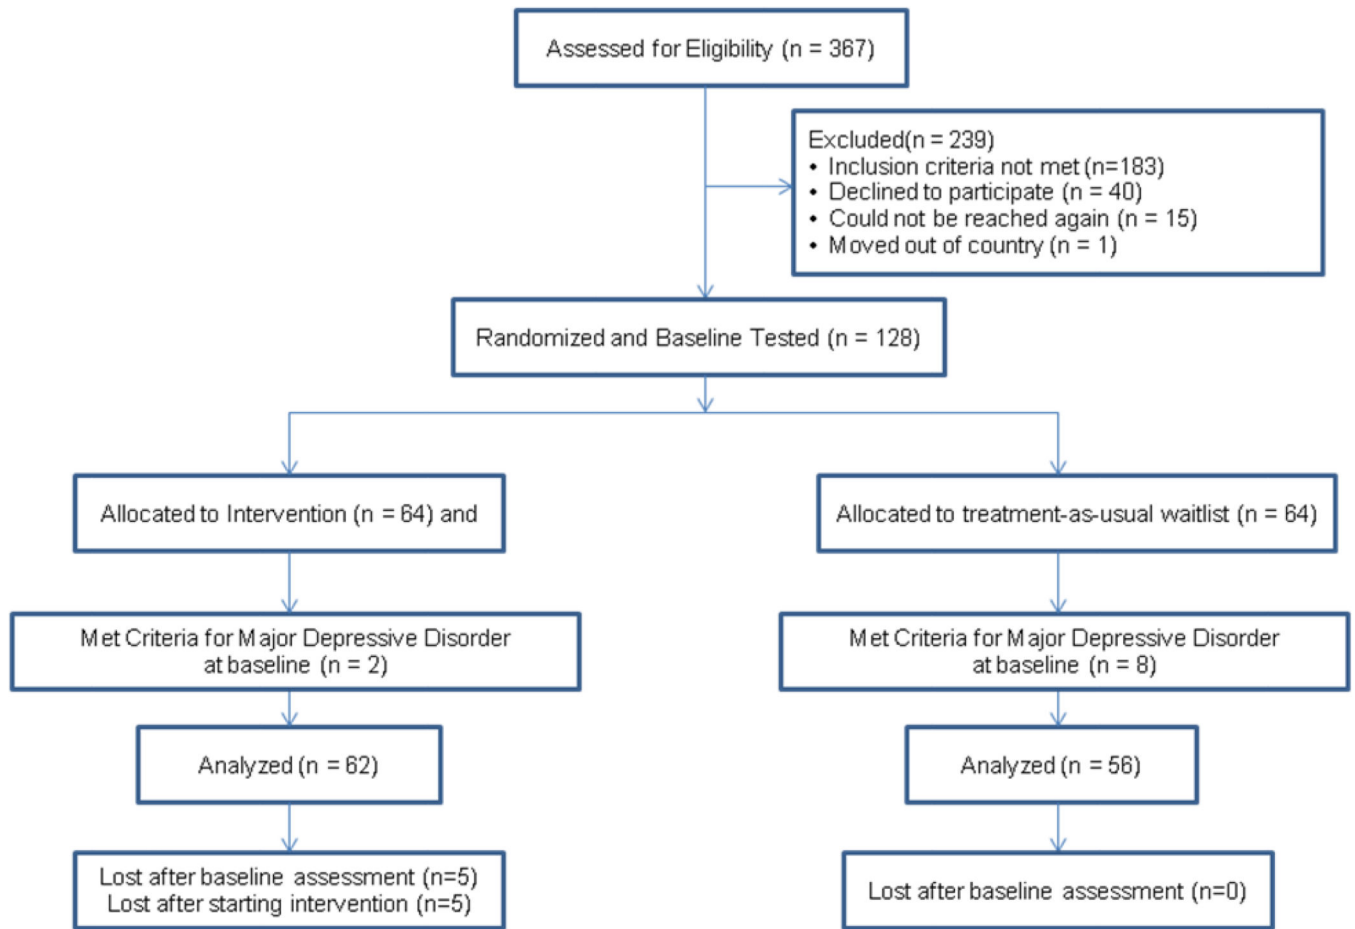 Assessed for Eligibility (n = 367)
Excluded(n = 239)
• Inclusion criteria not met (n=183)
• Declined to participate (n = 40)
• Could not be reached again (n = 15)
• Moved out of country (n = 1)
Randomized and Baseline Tested (n = 128)
Allocated to Intervention (n = 64) and
Allocated to treatment-as-usual waitlist (n = 64)
Met Criteria for Major Depressive Disorder
at baseline (n = 2)
Met Criteria for Major Depressive Disorder
at baseline (n = 8)
Analyzed (n = 62)
Analyzed (n = 56)
Lost after baseline assessment (n=5)
Lost after starting intervention (n=5)
Lost after baseline assessment (n=0)